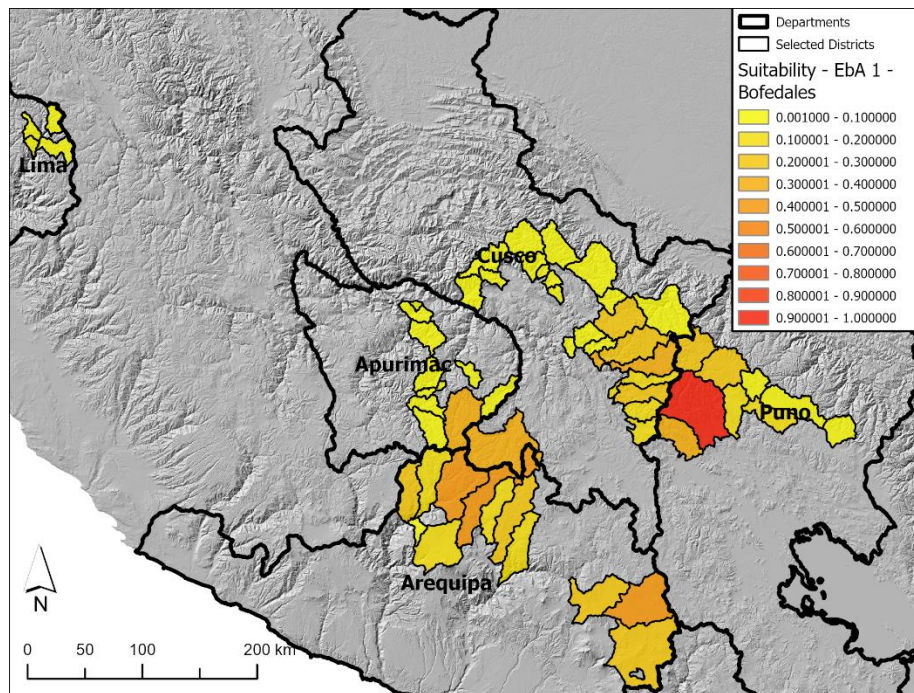 Departments
Selected Districts
Suitability - EbA 1 -
Bofedales
0.001000 - 0.100000
0.100001 - 0.200000
0.200001 - 0.300000
0.300001 - 0.400000
0.400001 - 0.500000
0.500001 - 0.600000
0.600001 - 0.700000
0.700001 - 0.800000
0.800001 - 0.900000
0.900001 - 1.000000
Lima
Cusco
Apurimac
Puno
Arequipa
N
0 50 100 200 km